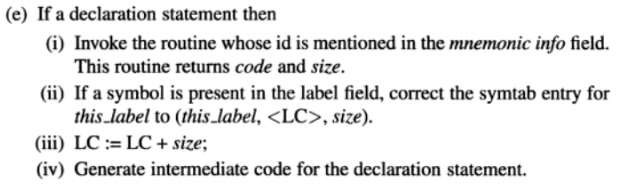 (e) If a declaration statement then
(i) Invoke the routine whose id is mentioned in the mnemonic info field.
This routine returns code and size.
(ii) If a symbol is present in the label field, correct the symtab entry for
this_label to (this_label, <LC>, size).
(iii) LC := LC + size;
(iv) Generate intermediate code for the declaration statement.